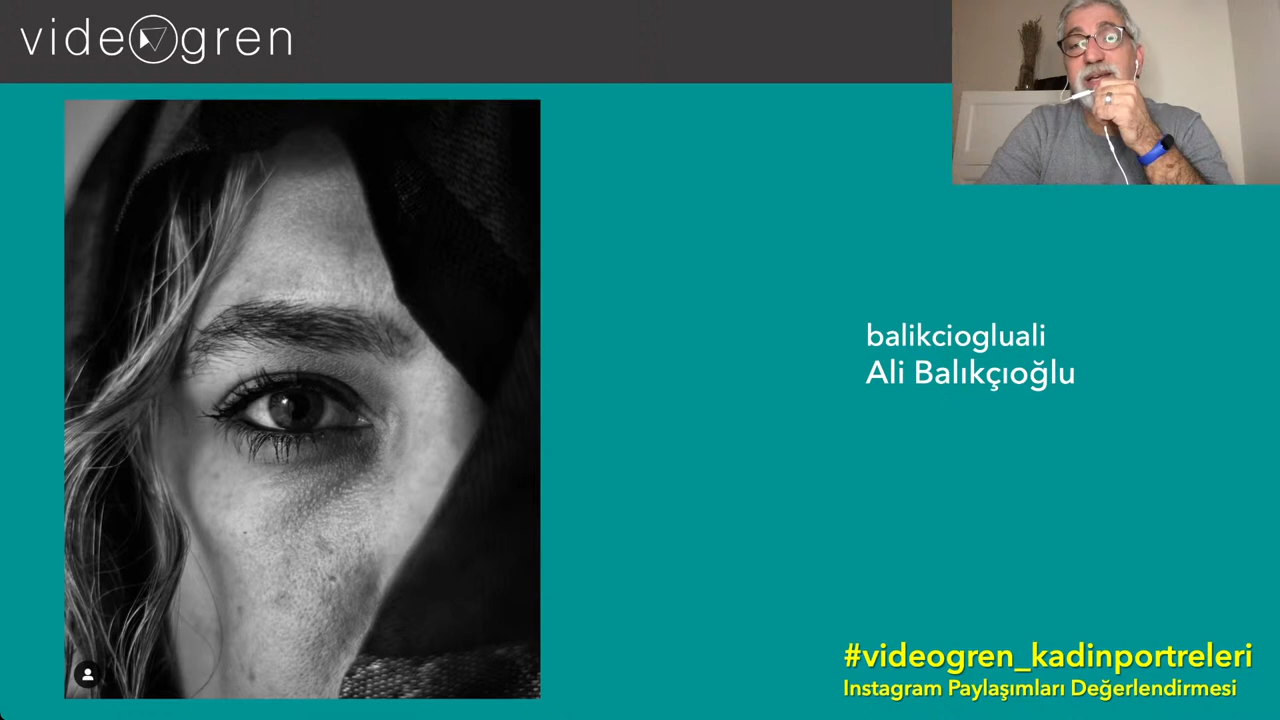 videogren
balikciogluali
Ali Balıkçıoğlu
#videogren_kadinportreleri
Instagram Paylaşımları Değerlendirmesi